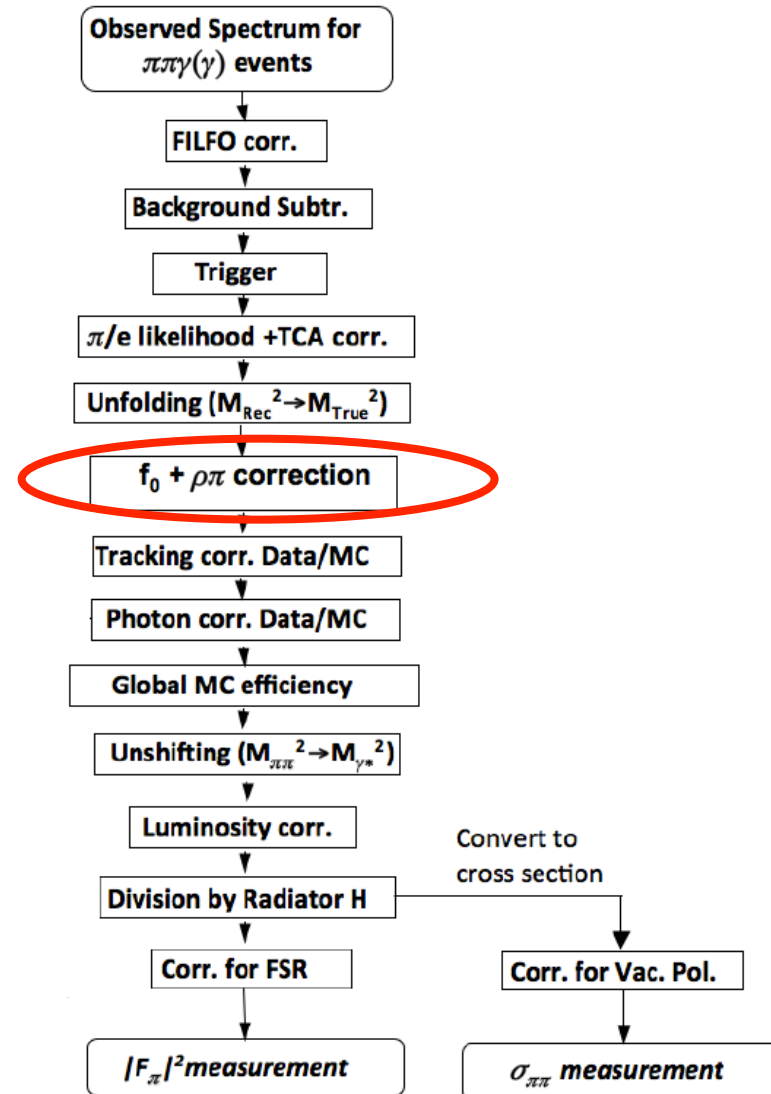 Observed Spectrum for
ππγ(γ) events
FILFO corr.
Background Subtr.
Trigger
π/e likelihood +TCA corr.
Unfolding (M_Rec²→M_True²)
f₀ + ρπ correction
Tracking corr. Data/MC
Photon corr. Data/MC
Global MC efficiency
Unshifting (M_ππ²→M_γ*²)
Luminosity corr.
Convert to
cross section
Division by Radiator H
Corr. for FSR
Corr. for Vac. Pol.
|F_π|² measurement
σ_ππ measurement